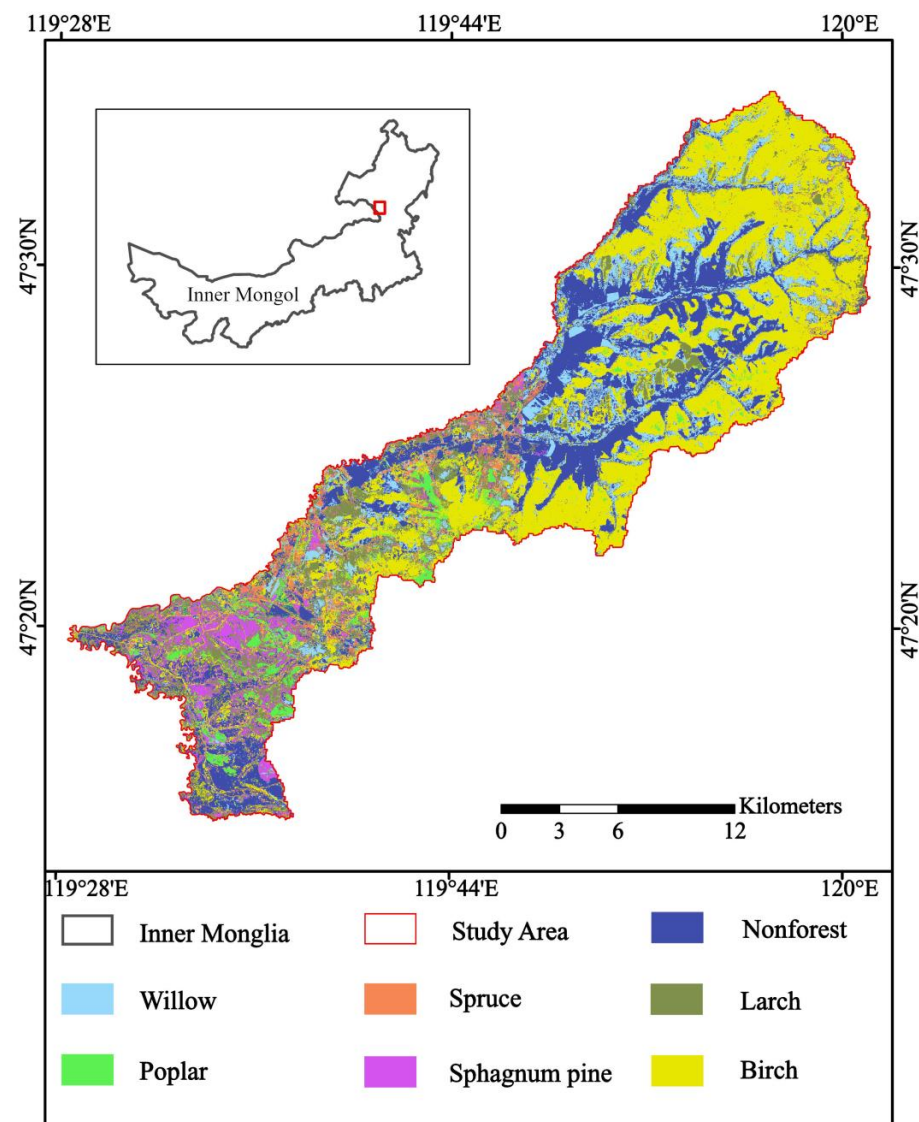 119°28'E 119°44'E 120°E
Inner Mongol
47°30'N 47°30'N
47°20'N 47°20'N
Kilometers
0 3 6 12
119°28'E 119°44'E 120°E
Inner Monglia Study Area Nonforest
Willow Spruce Larch
Poplar Sphagnum pine Birch